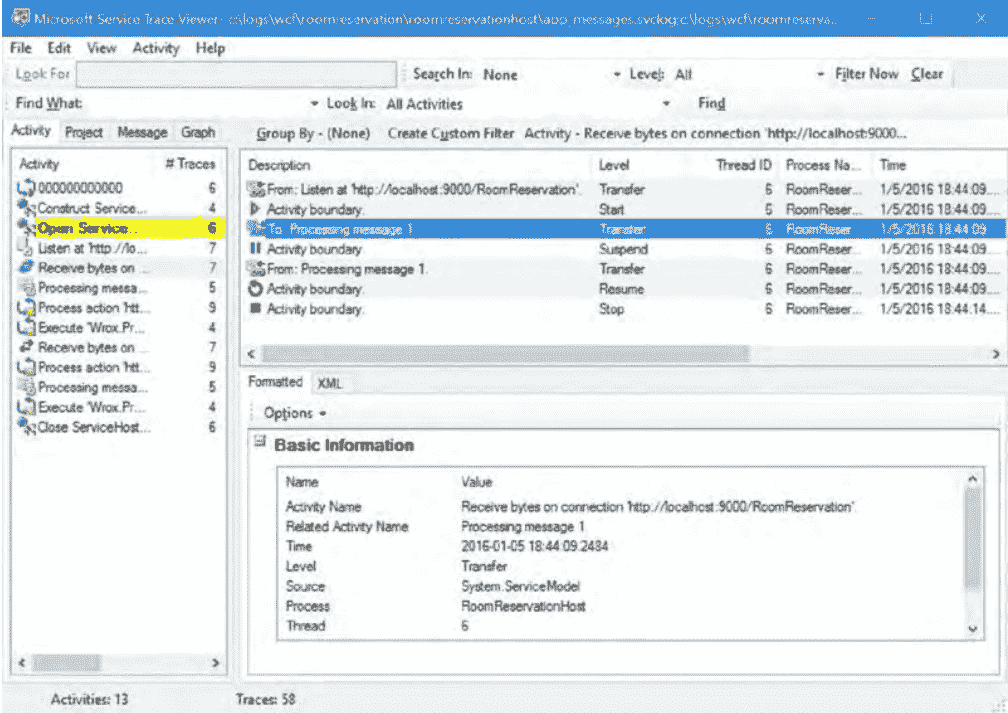 Microsoft Service Trace Viewer - c:\logs\wcf\roomreservation\roomreservationhost\app_messages.svclog;c:\logs\wcf\roomreserva...
File Edit View Activity Help
Look For Search In: None Level: All Filter Now Clear
Find What: Look In: All Activities Find
Activity Project Message Graph
Group By - (None) Create Custom Filter Activity - Receive bytes on connection 'http://localhost:9000...
Activity # Traces
000000000000 6
Construct Service... 4
Open Service... 6
Listen at 'http://lo... 7
Receive bytes on ... 7
Processing messa... 5
Process action 'htt... 9
Execute 'Wrox.Pr... 4
Receive bytes on ... 7
Process action 'htt... 9
Processing messa... 5
Execute 'Wrox.Pr... 4
Close ServiceHost... 6
Description Level Thread ID Process Na... Time
From: Listen at 'http://localhost:9000/RoomReservation'. Transfer 6 RoomReser... 1/5/2016 18:44:09...
Activity boundary. Start 6 RoomReser... 1/5/2016 18:44:09...
To: Processing message 1. Transfer 6 RoomReser... 1/5/2016 18:44:09...
Activity boundary. Suspend 6 RoomReser... 1/5/2016 18:44:09...
From: Processing message 1. Transfer 6 RoomReser... 1/5/2016 18:44:09...
Activity boundary. Resume 6 RoomReser... 1/5/2016 18:44:09...
Activity boundary. Stop 6 RoomReser... 1/5/2016 18:44:14...
Formatted XML
Options
Basic Information
Name Value
Activity Name Receive bytes on connection 'http://localhost:9000/RoomReservation'.
Related Activity Name Processing message 1
Time 2016-01-05 18:44:09.2484
Level Transfer
Source System.ServiceModel
Process RoomReservationHost
Thread 6
Activities: 13 Traces: 58